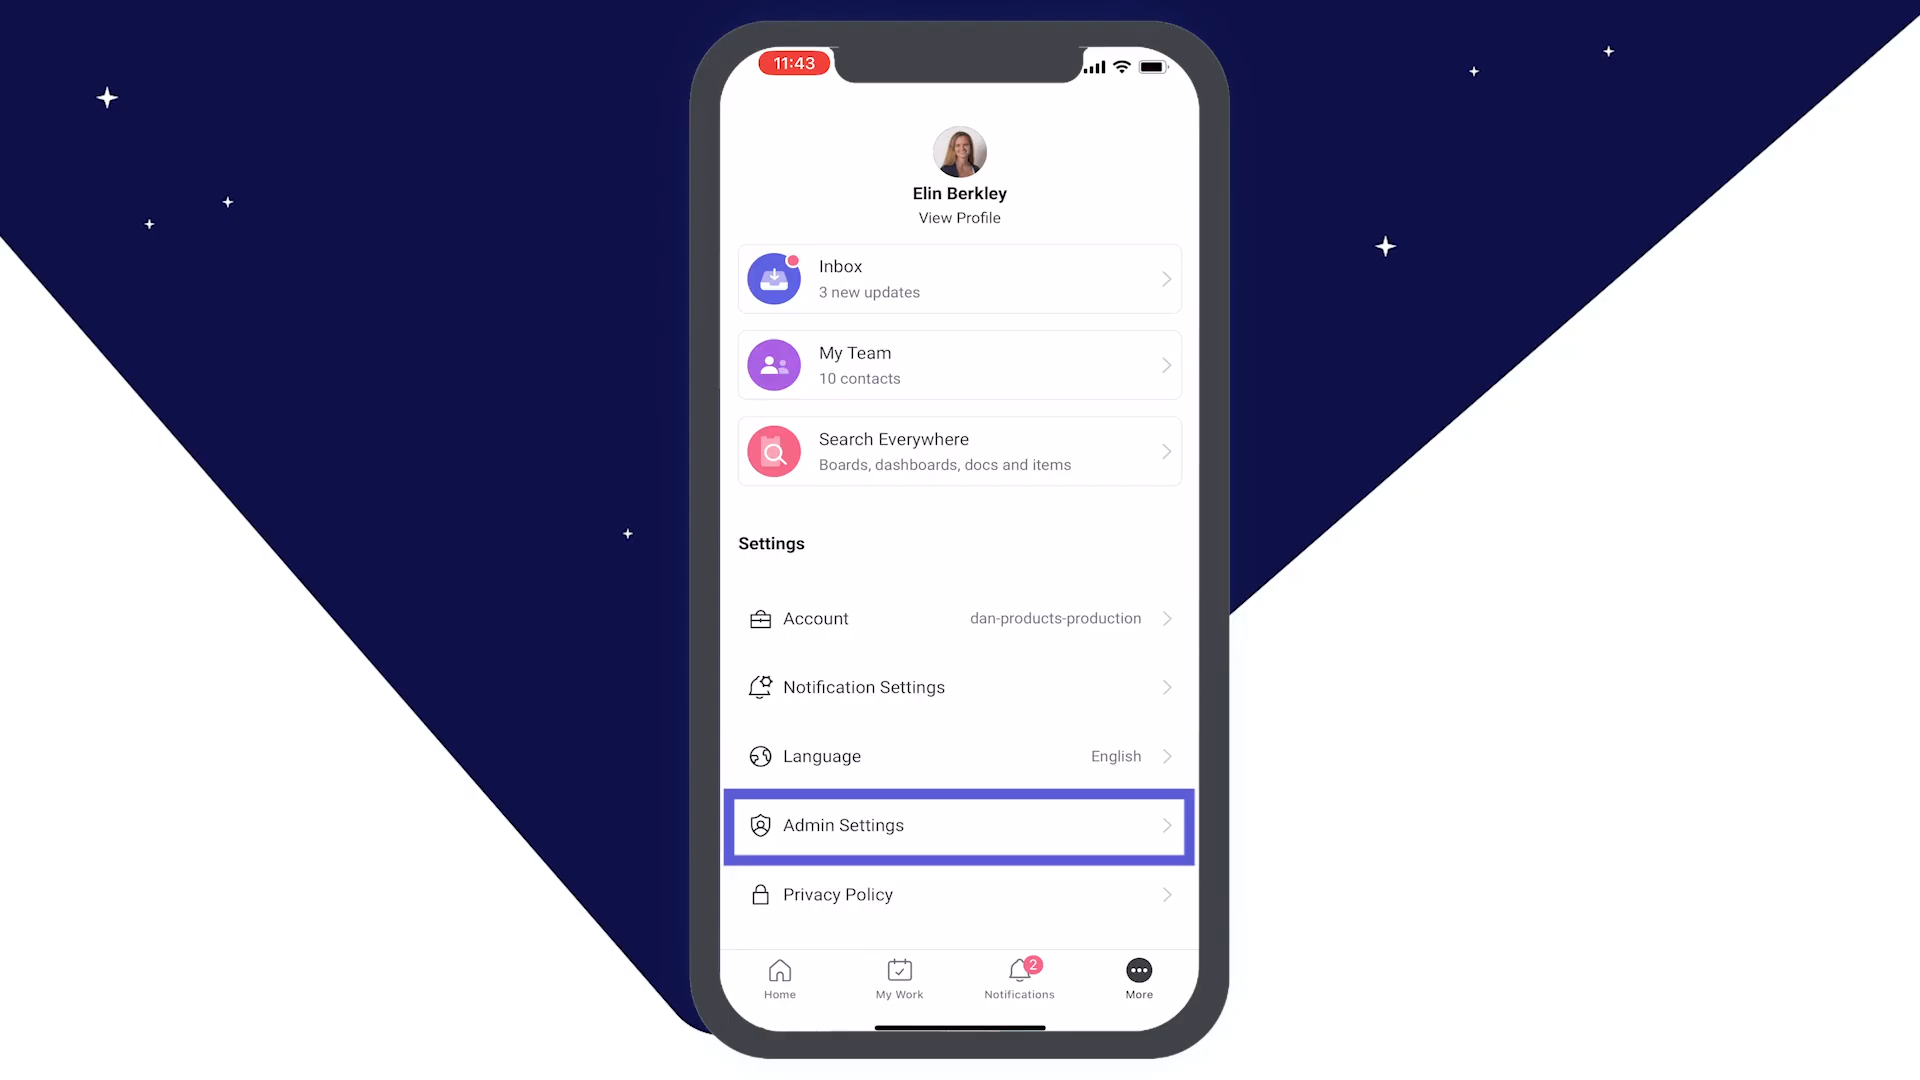 11:43
Elin Berkley
View Profile
Inbox
3 new updates
My Team
10 contacts
Search Everywhere
Boards, dashboards, docs and items
Settings
Account dan-products-production
Notification Settings
Language English
Admin Settings
Privacy Policy
2
Home My Work Notifications More